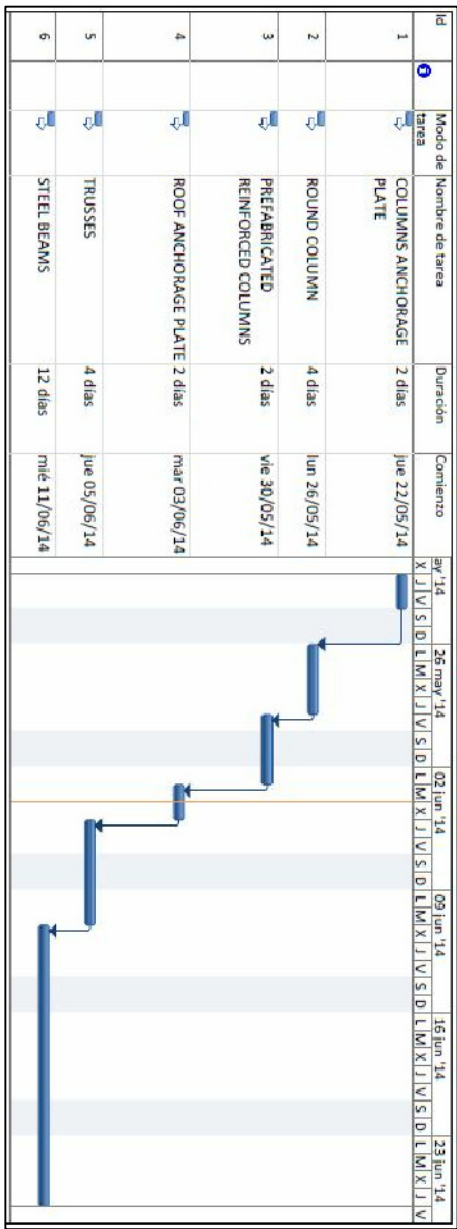 Id
Modo de
tarea
Nombre de tarea
Duración
Comienzo
ay '14
26 may '14
02 jun '14
09 jun '14
16 jun '14
23 jun '14
X J V S D L M X J V S D L M X J V S D L M X J V S D L M X J V S D L M X J V
1
COLUMNS ANCHORAGE
PLATE
2 días
jue 22/05/14
2
ROUND COLUMN
4 días
lun 26/05/14
3
PREFABRICATED
REINFORCED COLUMNS
2 días
vie 30/05/14
4
ROOF ANCHORAGE PLATE
2 días
mar 03/06/14
5
TRUSSES
4 días
jue 05/06/14
6
STEEL BEAMS
12 días
mié 11/06/14